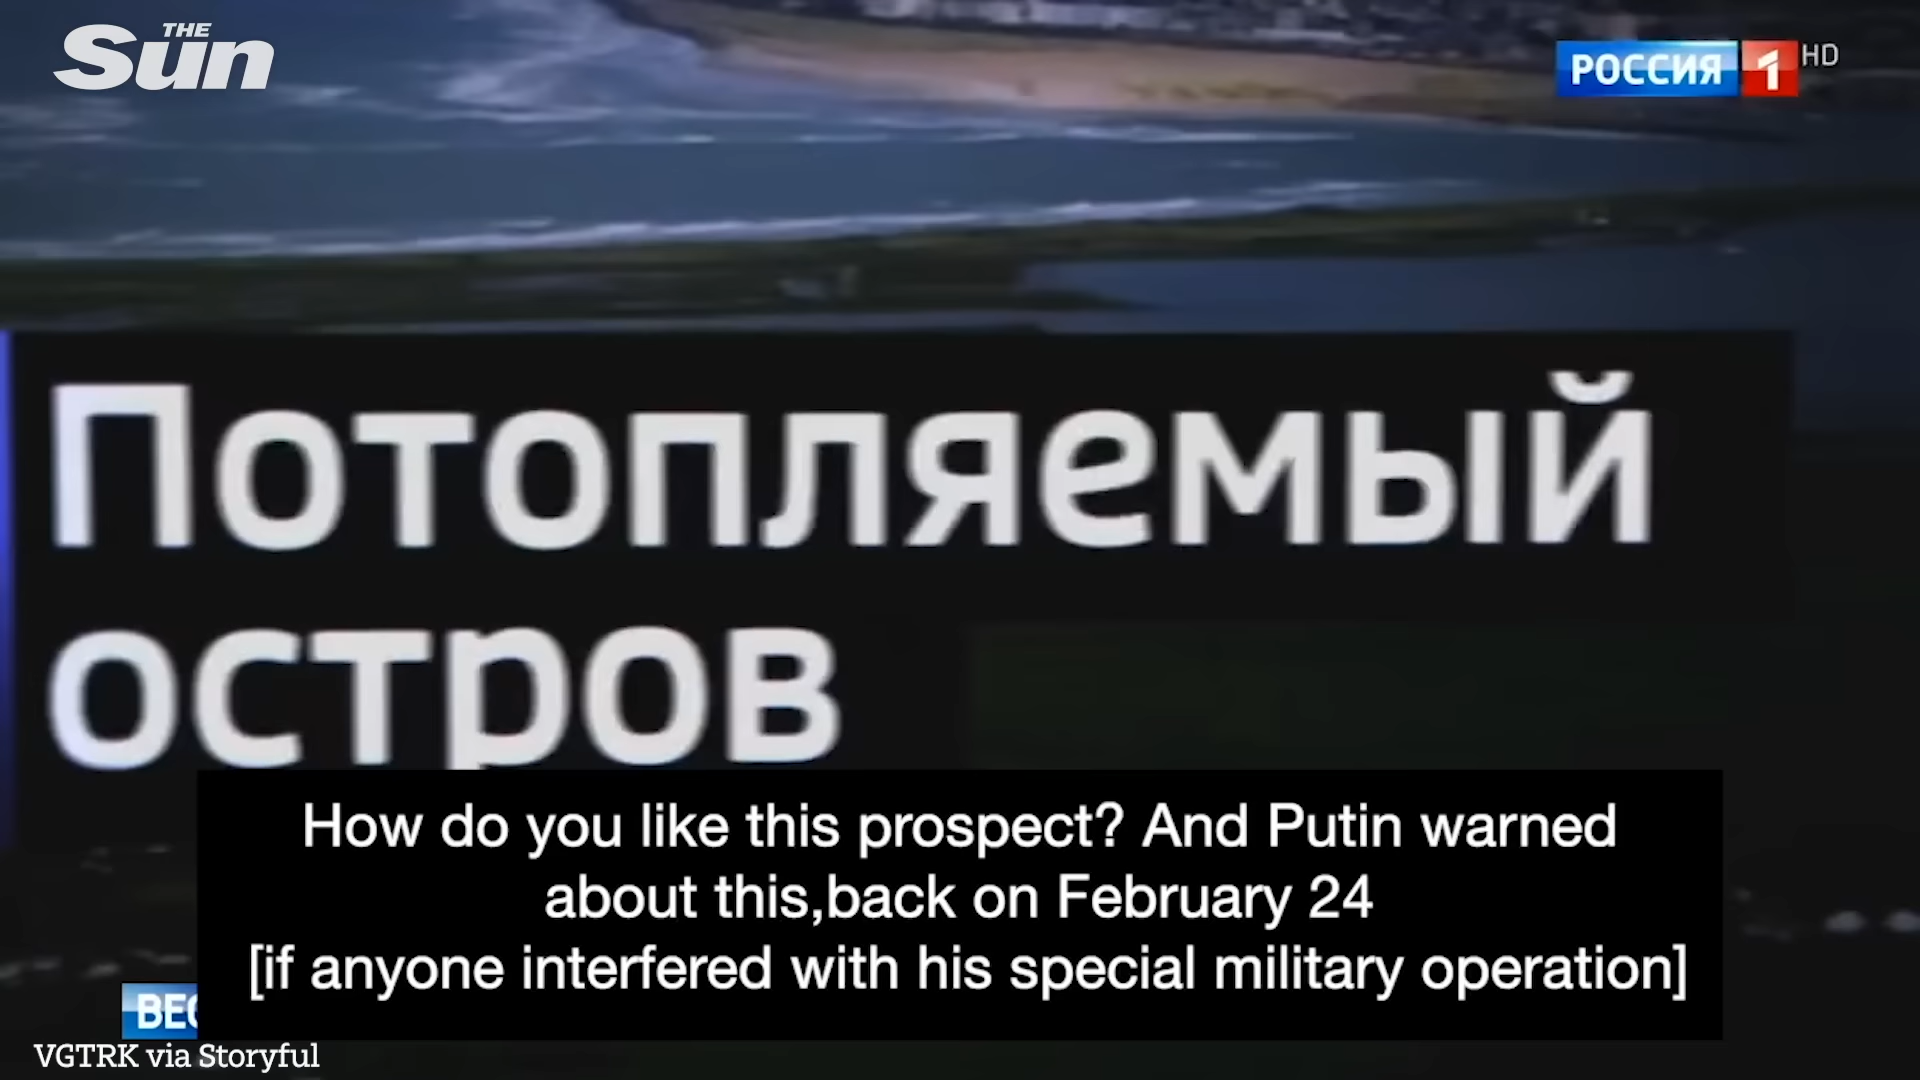 THE
Sun
РОССИЯ 1 HD
Потопляемый
остров
How do you like this prospect? And Putin warned
about this,back on February 24
[if anyone interfered with his special military operation]
ВЕС
VGTRK via Storyful